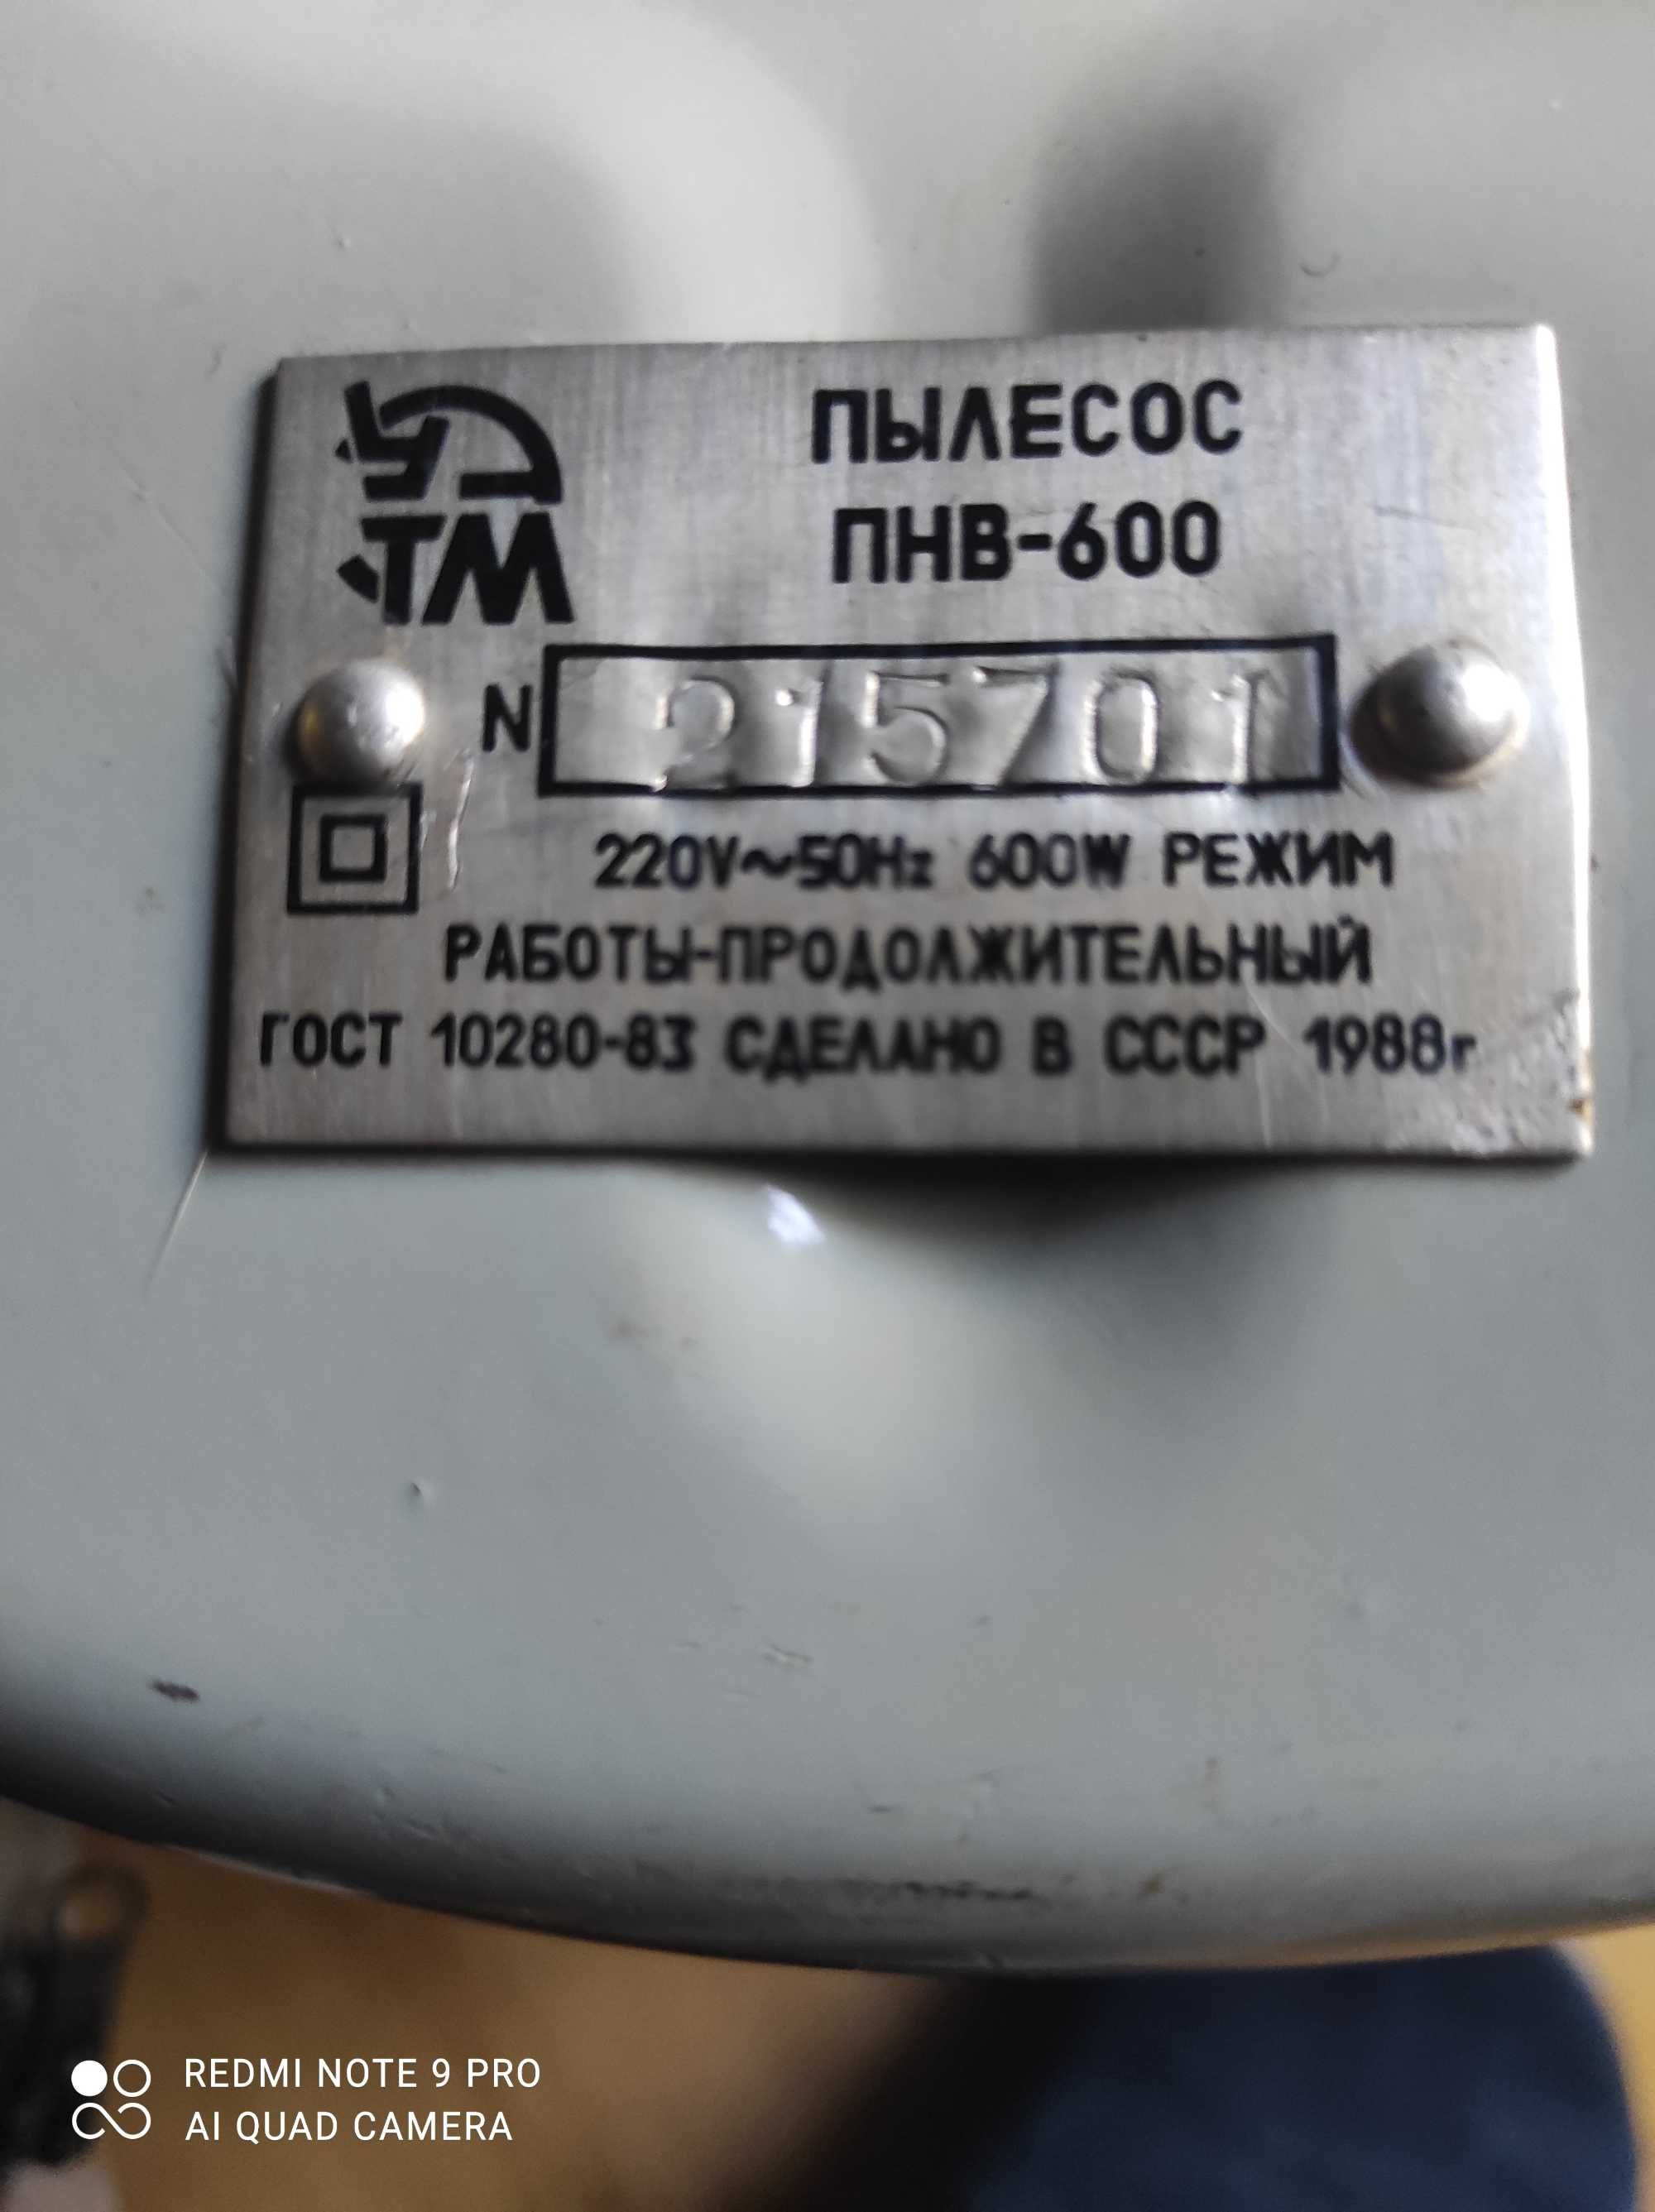 ТМ
ПЫЛЕСОС
ПНВ-600
N 215701
220V~50Hz 600W РЕЖИМ
РАБОТЫ-ПРОДОЛЖИТЕЛЬНЫЙ
ГОСТ 10280-83 СДЕЛАНО В СССР 1988г
REDMI NOTE 9 PRO
AI QUAD CAMERA